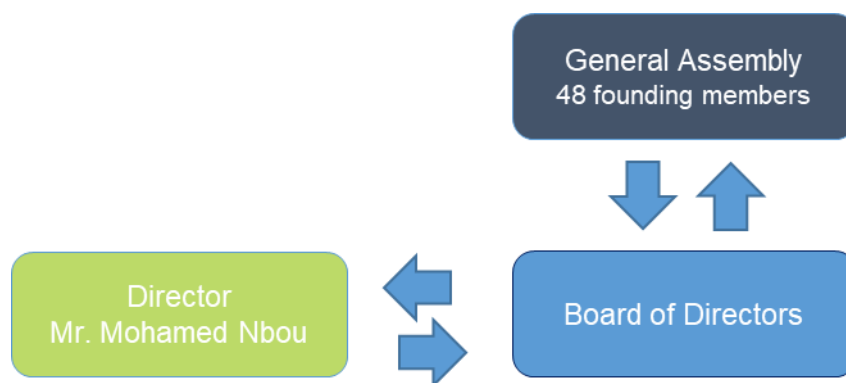 General Assembly
48 founding members
Director
Mr. Mohamed Nbou
Board of Directors